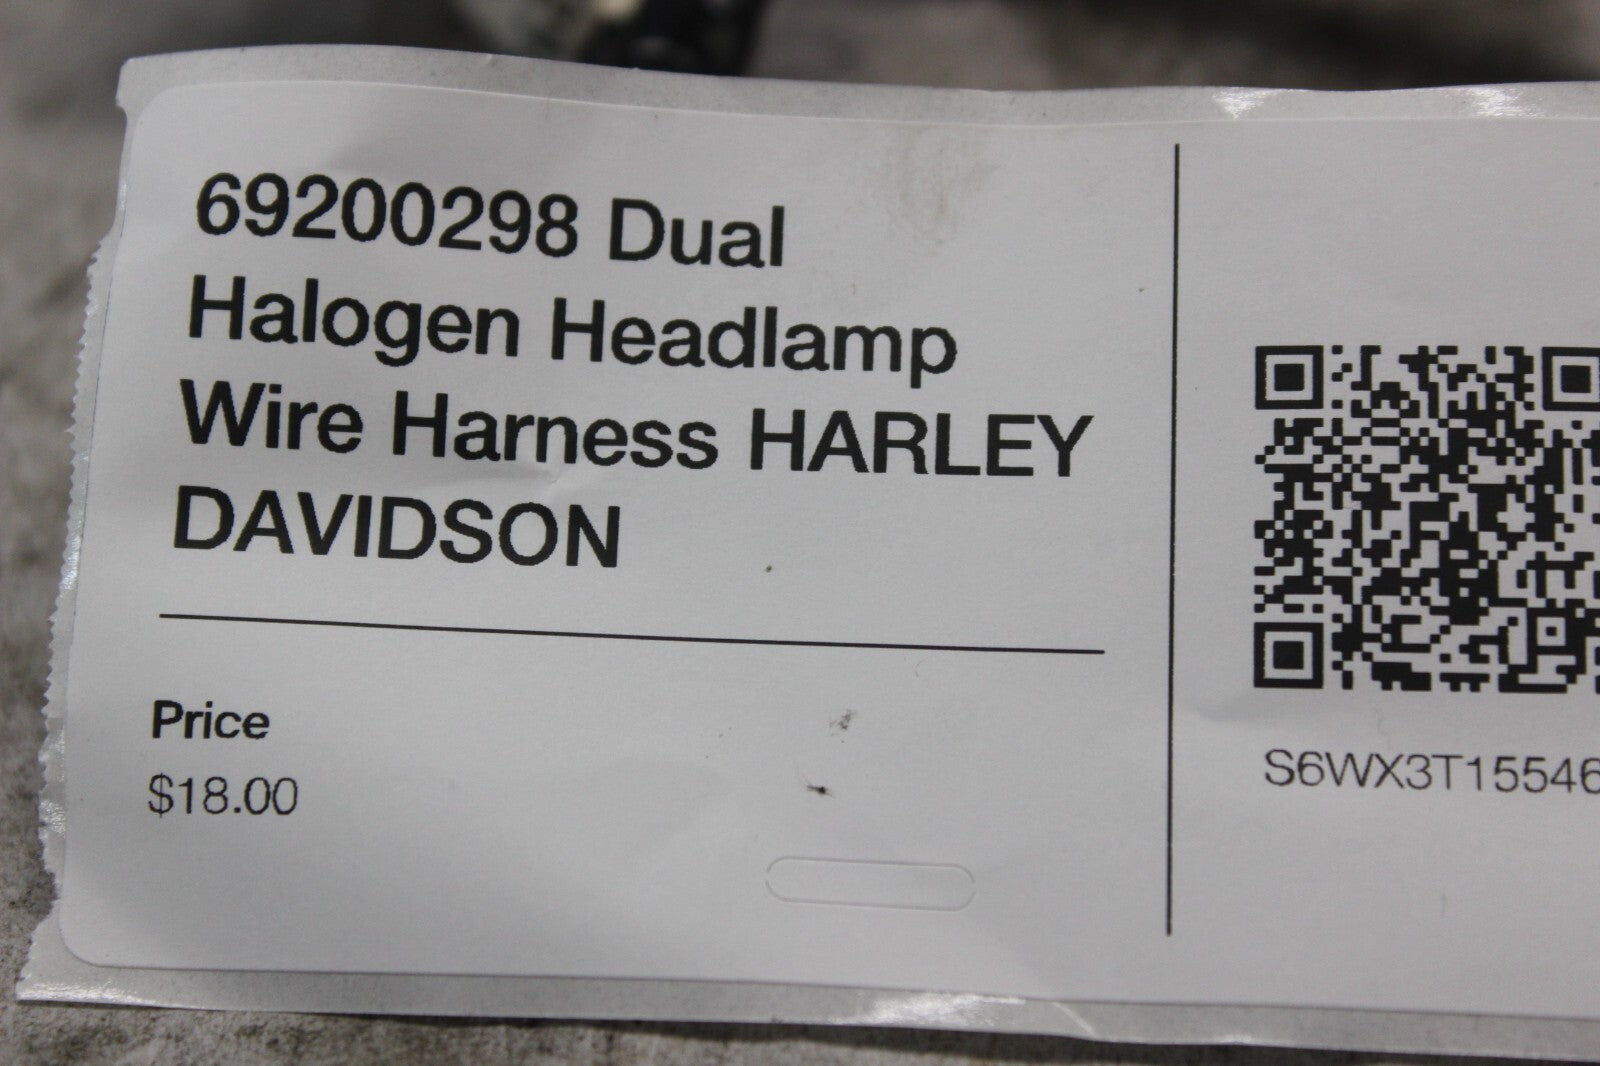 69200298 Dual
Halogen Headlamp
Wire Harness HARLEY
DAVIDSON
Price
$18.00
S6WX3T15546